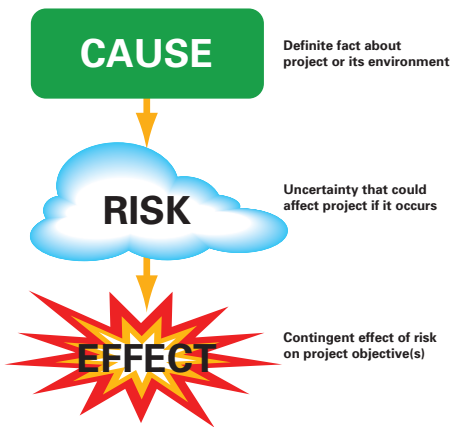 CAUSE
Definite fact about
project or its environment
RISK
Uncertainty that could
affect project if it occurs
EFFECT
Contingent effect of risk
on project objective(s)